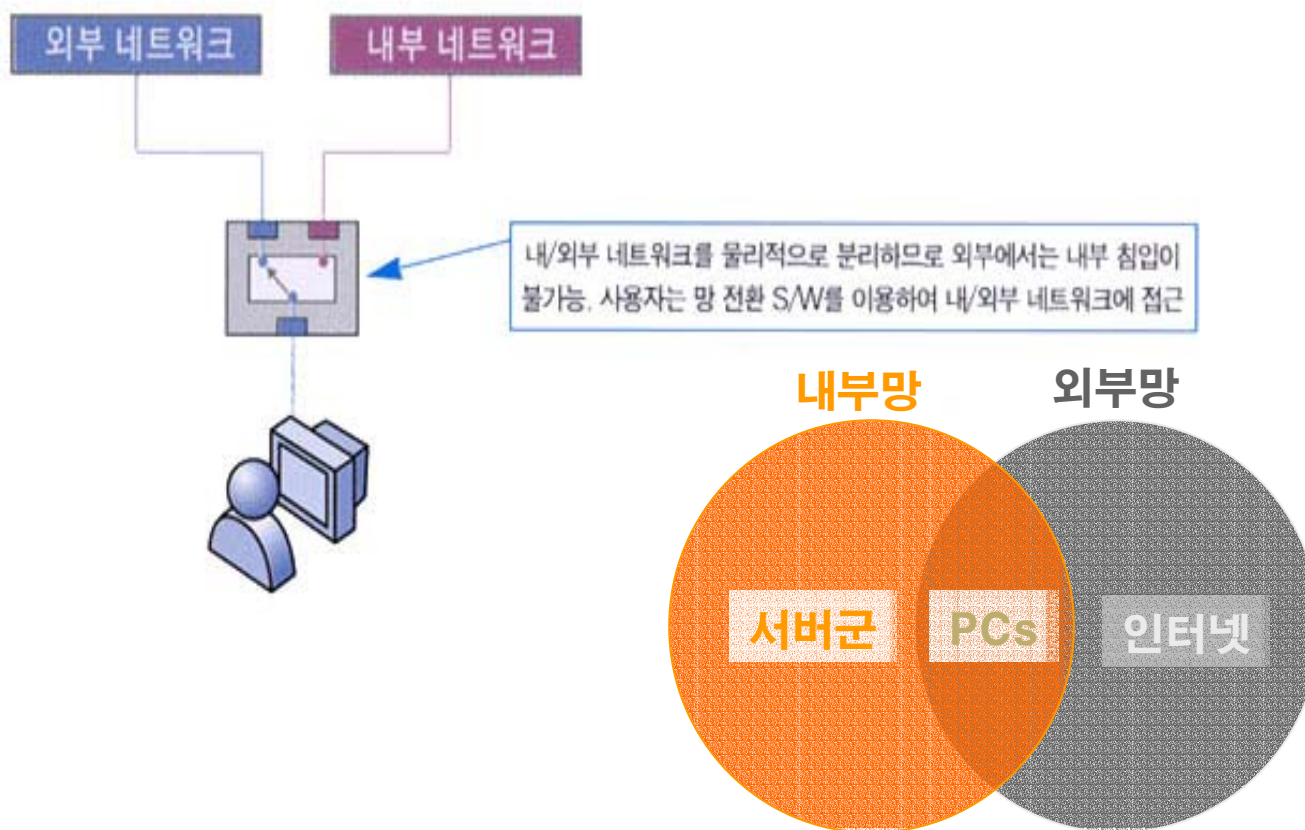 외부 네트워크
내부 네트워크
내/외부 네트워크를 물리적으로 분리하므로 외부에서는 내부 침입이
불가능. 사용자는 망 전환 S/W를 이용하여 내/외부 네트워크에 접근
내부망
외부망
서버군
PCs
인터넷